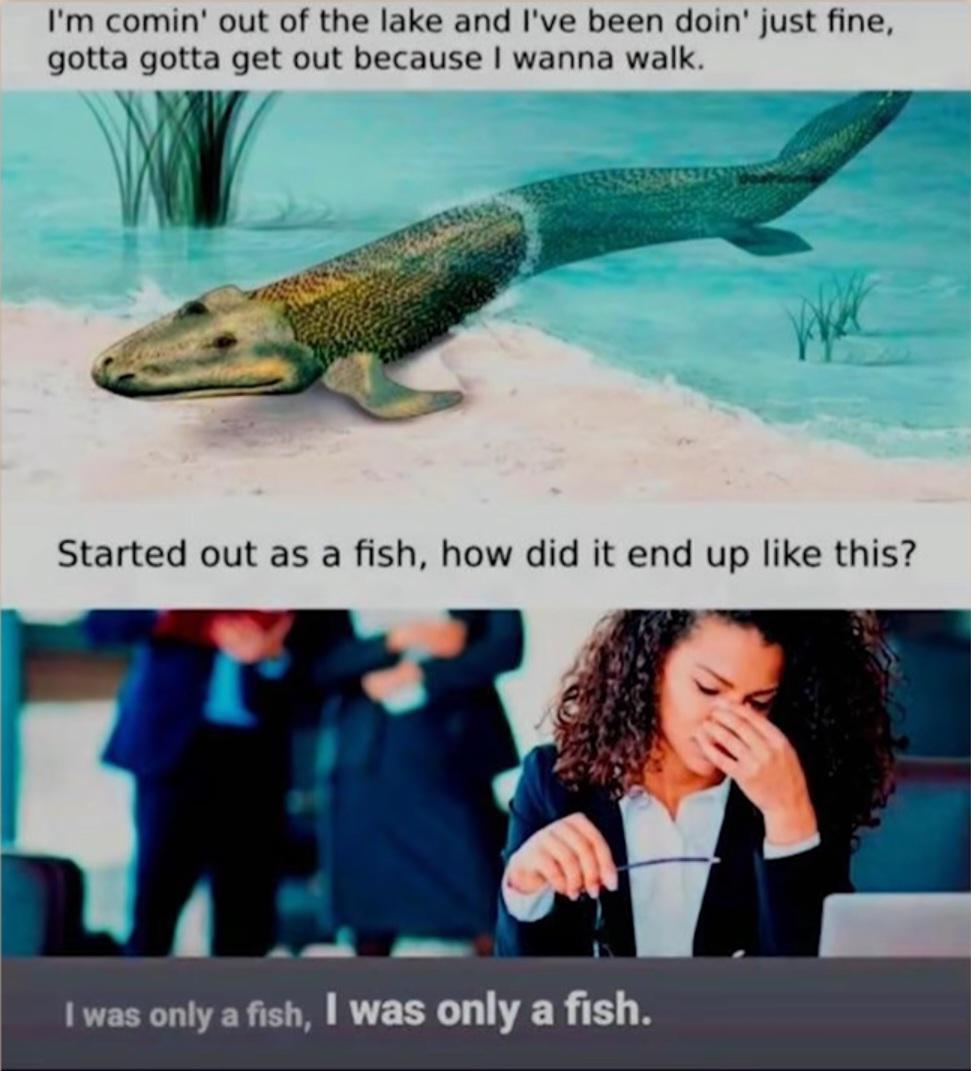 I'm comin' out of the lake and I've been doin' just fine,
gotta gotta get out because I wanna walk.
Started out as a fish, how did it end up like this?
I was only a fish, I was only a fish.